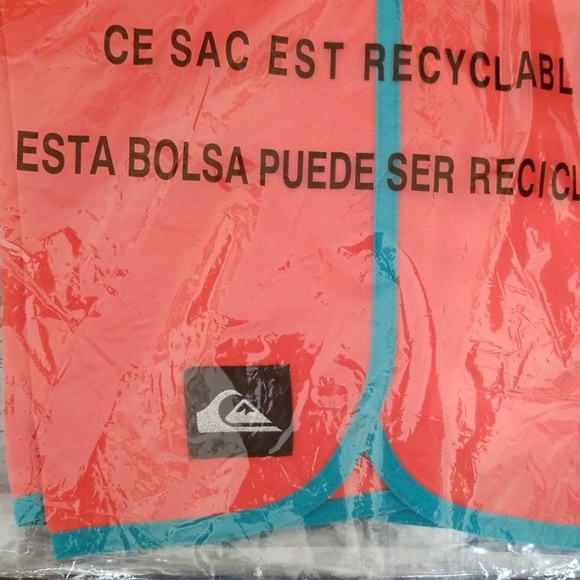 CE SAC EST RECYCLABL
ESTA BOLSA PUEDE SER RECICL